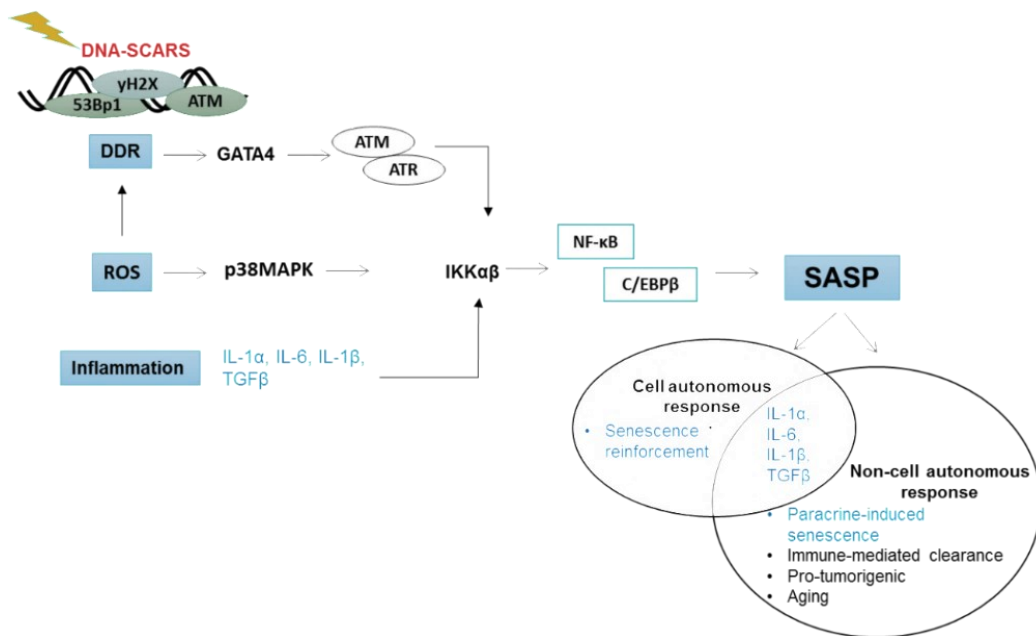 DNA-SCARS
yH2X
53Bp1
ATM
DDR
GATA4
ATM
ATR
ROS
p38MAPK
IKKαβ
NF-κB
C/EBPβ
SASP
Inflammation
IL-1α, IL-6, IL-1β,
TGFβ
Cell autonomous
response
• Senescence
reinforcement
IL-1α,
IL-6,
IL-1β,
TGFβ
Non-cell autonomous
response
• Paracrine-induced
senescence
• Immune-mediated clearance
• Pro-tumorigenic
• Aging